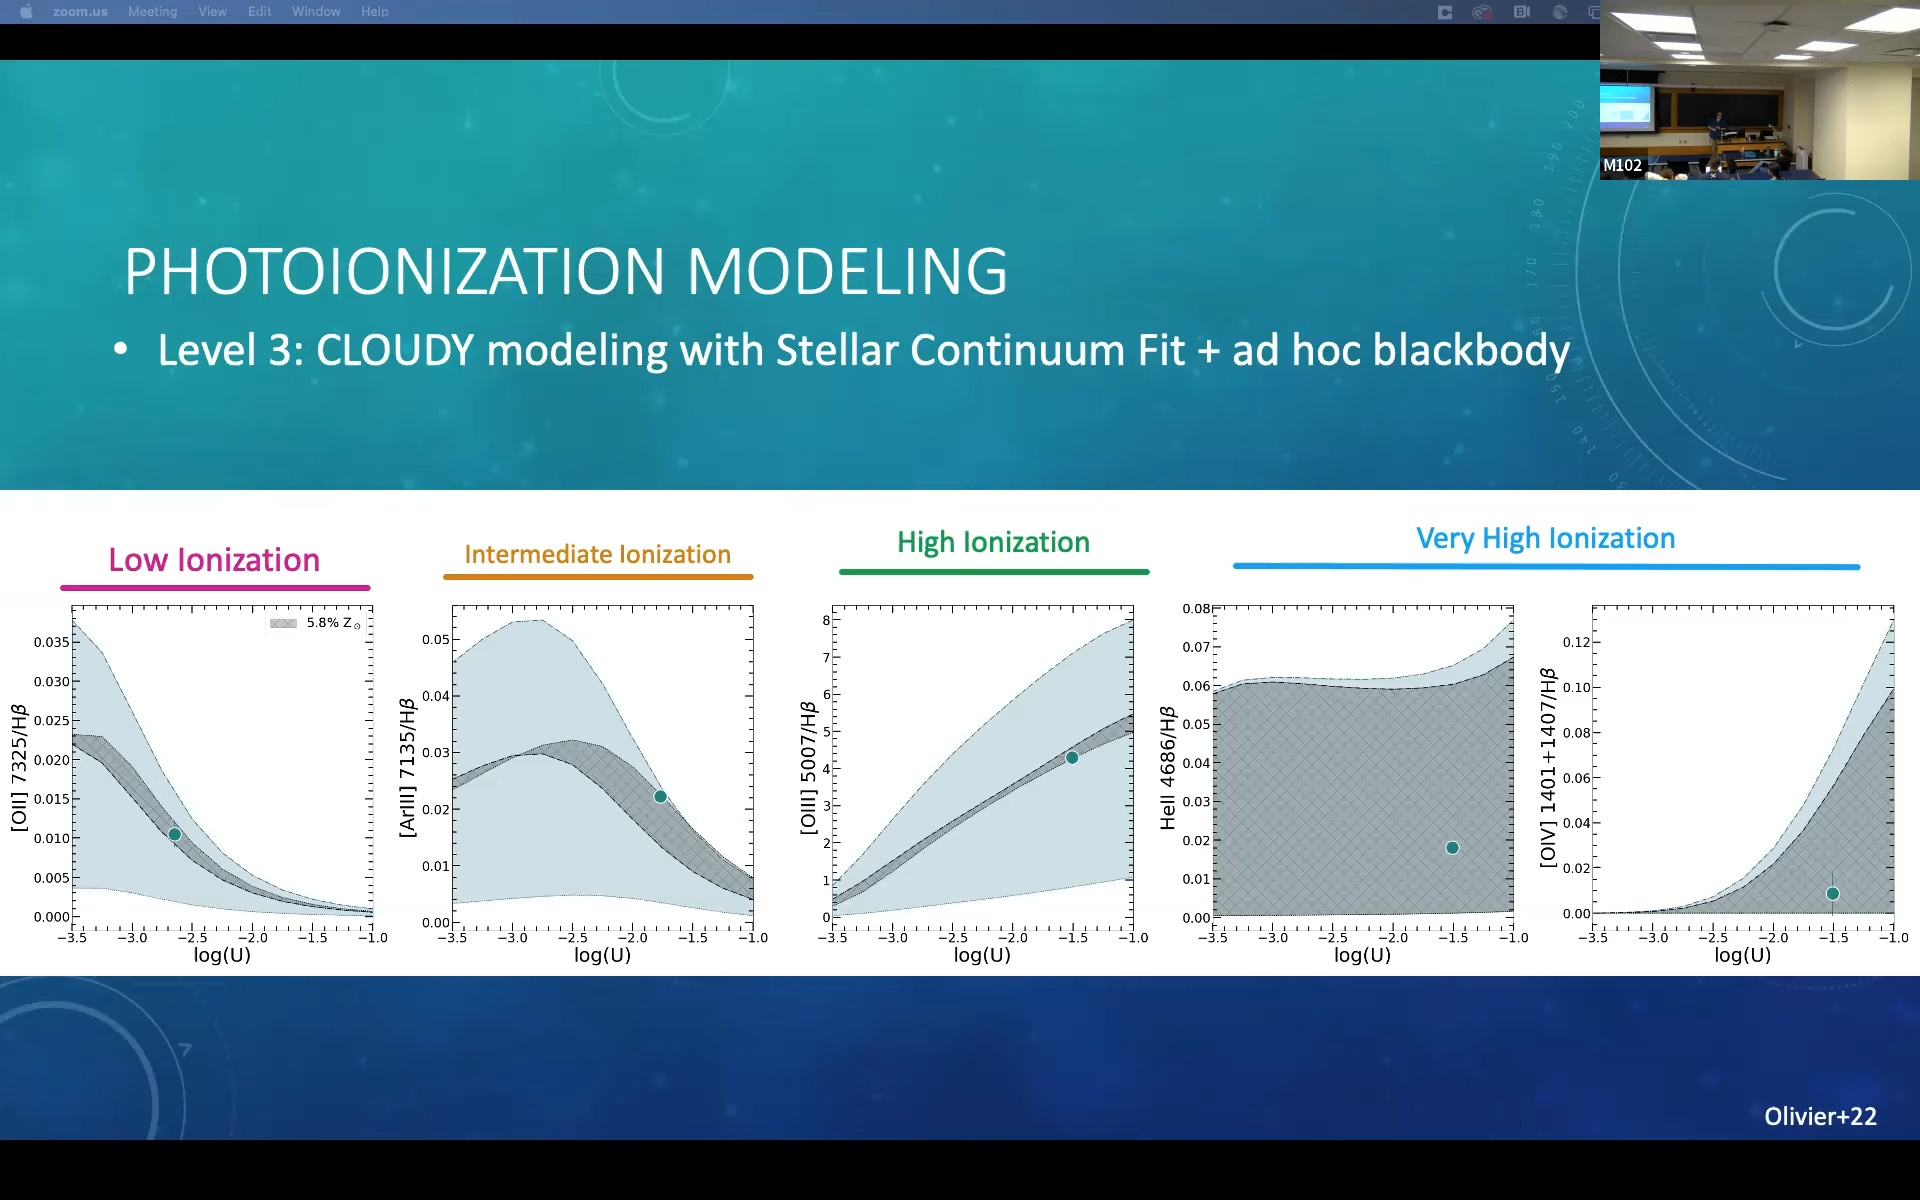 zoom.us Meeting View Edit Window Help
M102
PHOTOIONIZATION MODELING
• Level 3: CLOUDY modeling with Stellar Continuum Fit + ad hoc blackbody
200
190
180
170
150
140
Low Ionization
Intermediate Ionization
High Ionization
Very High Ionization
5.8% Z⊙
[OII] 7325/Hβ
0.035
0.030
0.025
0.020
0.015
0.010
0.005
0.000
−3.5 −3.0 −2.5 −2.0 −1.5 −1.0
log(U)
[ArIII] 7135/Hβ
0.05
0.04
0.03
0.02
0.01
0.00
−3.5 −3.0 −2.5 −2.0 −1.5 −1.0
log(U)
[OIII] 5007/Hβ
8
7
6
5
4
3
2
1
0
−3.5 −3.0 −2.5 −2.0 −1.5 −1.0
log(U)
HeII 4686/Hβ
0.08
0.07
0.06
0.05
0.04
0.03
0.02
0.01
0.00
−3.5 −3.0 −2.5 −2.0 −1.5 −1.0
log(U)
[OIV] 1401+1407/Hβ
0.12
0.10
0.08
0.06
0.04
0.02
0.00
−3.5 −3.0 −2.5 −2.0 −1.5 −1.0
log(U)
7
Olivier+22